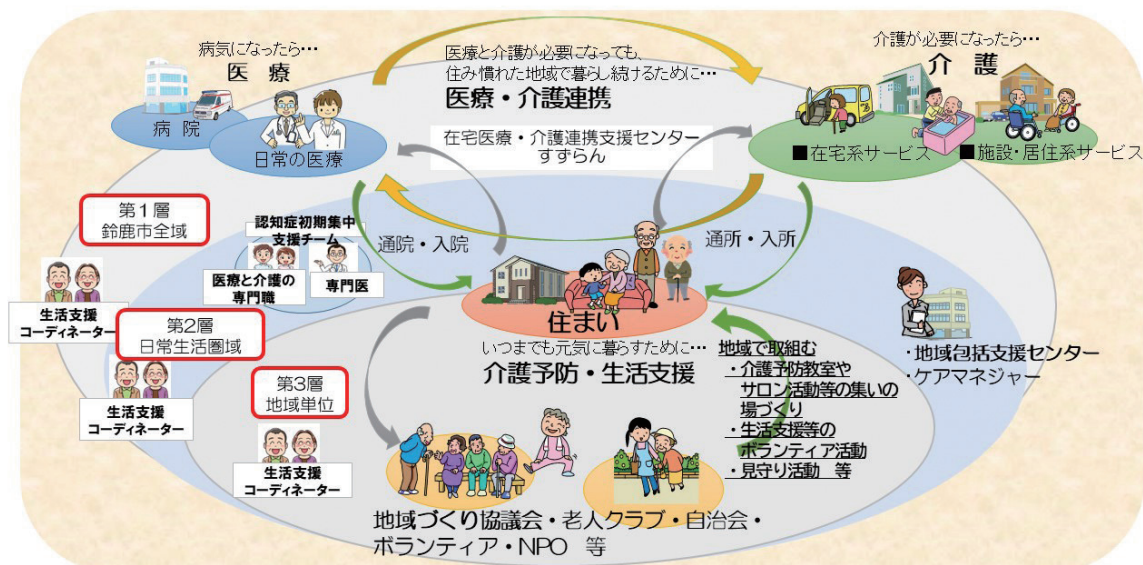 病気になったら…
医 療
病 院
日常の医療
医療と介護が必要になっても、
住み慣れた地域で暮らし続けるために…
医療・介護連携
在宅医療・介護連携支援センター
すずらん
介護が必要になったら…
介 護
■在宅系サービス
■施設・居住系サービス
第１層
鈴鹿市全域
生活支援
コーディネーター
認知症初期集中
支援チーム
医療と介護の
専門職
専門医
通院・入院
通所・入所
住まい
第２層
日常生活圏域
生活支援
コーディネーター
いつまでも元気に暮らすために…
介護予防・生活支援
地域で取組む
・介護予防教室や
サロン活動等の集いの
場づくり
・生活支援等の
ボランティア活動
・見守り活動 等
・地域包括支援センター
・ケアマネジャー
第３層
地域単位
生活支援
コーディネーター
地域づくり協議会・老人クラブ・自治会・
ボランティア・NPO 等